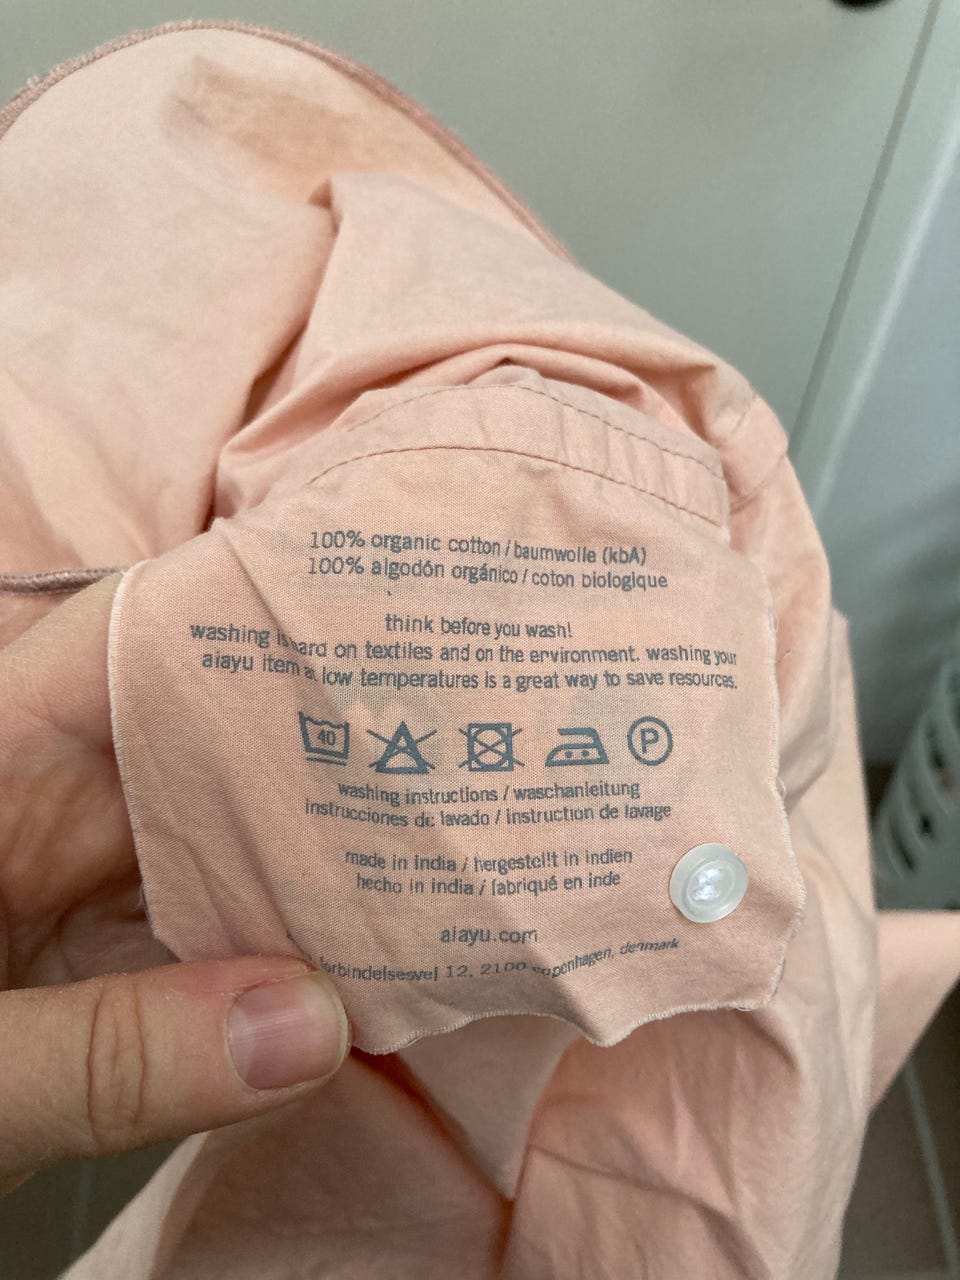 100% organic cotton / baumwolle (kbA)
100% algodón orgánico / coton biologique
think before you wash!
washing is hard on textiles and on the environment. washing your
aiayu item at low temperatures is a great way to save resources.
40 P
washing instructions / waschanleitung
instrucciones de lavado / instruction de lavage
made in india / hergestellt in indien
hecho in india / fabriqué en inde
aiayu.com
12, 2100 copenhagen, denmark